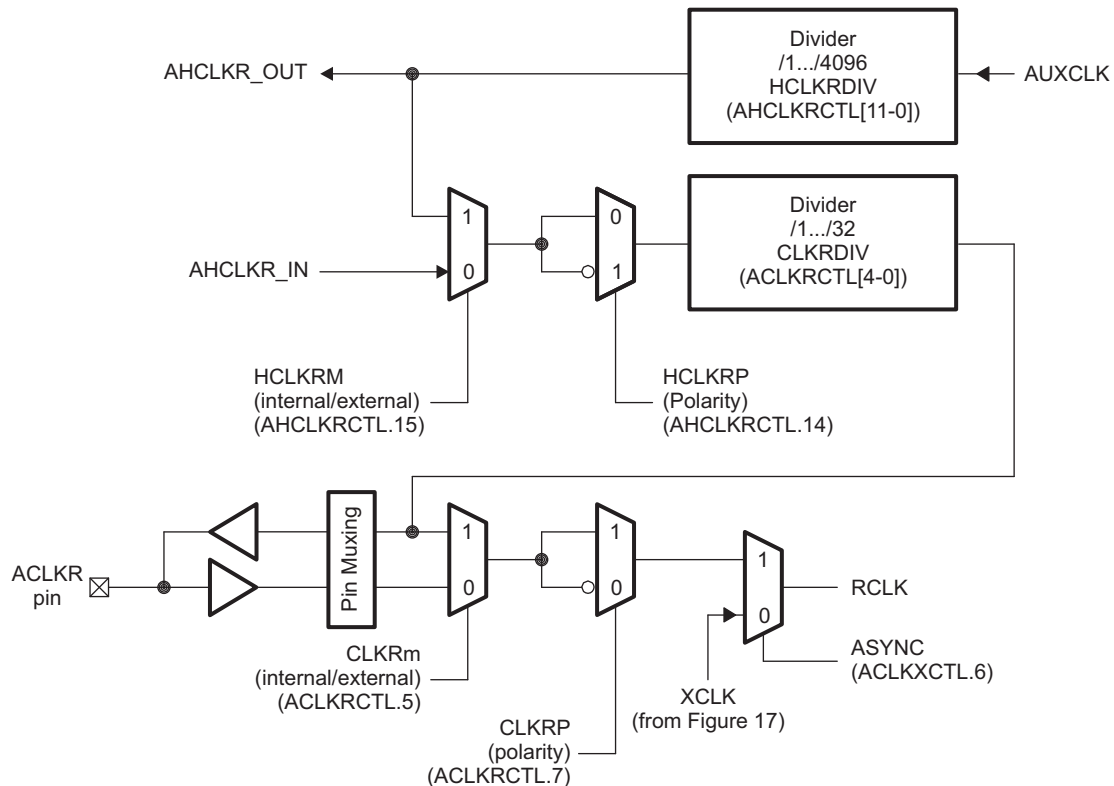 Divider
/1.../4096
HCLKRDIV
(AHCLKRCTL[11-0])
AHCLKR_OUT
AUXCLK
1
0
AHCLKR_IN
0
1
Divider
/1.../32
CLKRDIV
(ACLKRCTL[4-0])
HCLKRM
(internal/external)
(AHCLKRCTL.15)
HCLKRP
(Polarity)
(AHCLKRCTL.14)
ACLKR
pin
Pin Muxing
1
0
1
0
1
0
RCLK
CLKRm
(internal/external)
(ACLKRCTL.5)
ASYNC
(ACLKXCTL.6)
XCLK
(from Figure 17)
CLKRP
(polarity)
(ACLKRCTL.7)